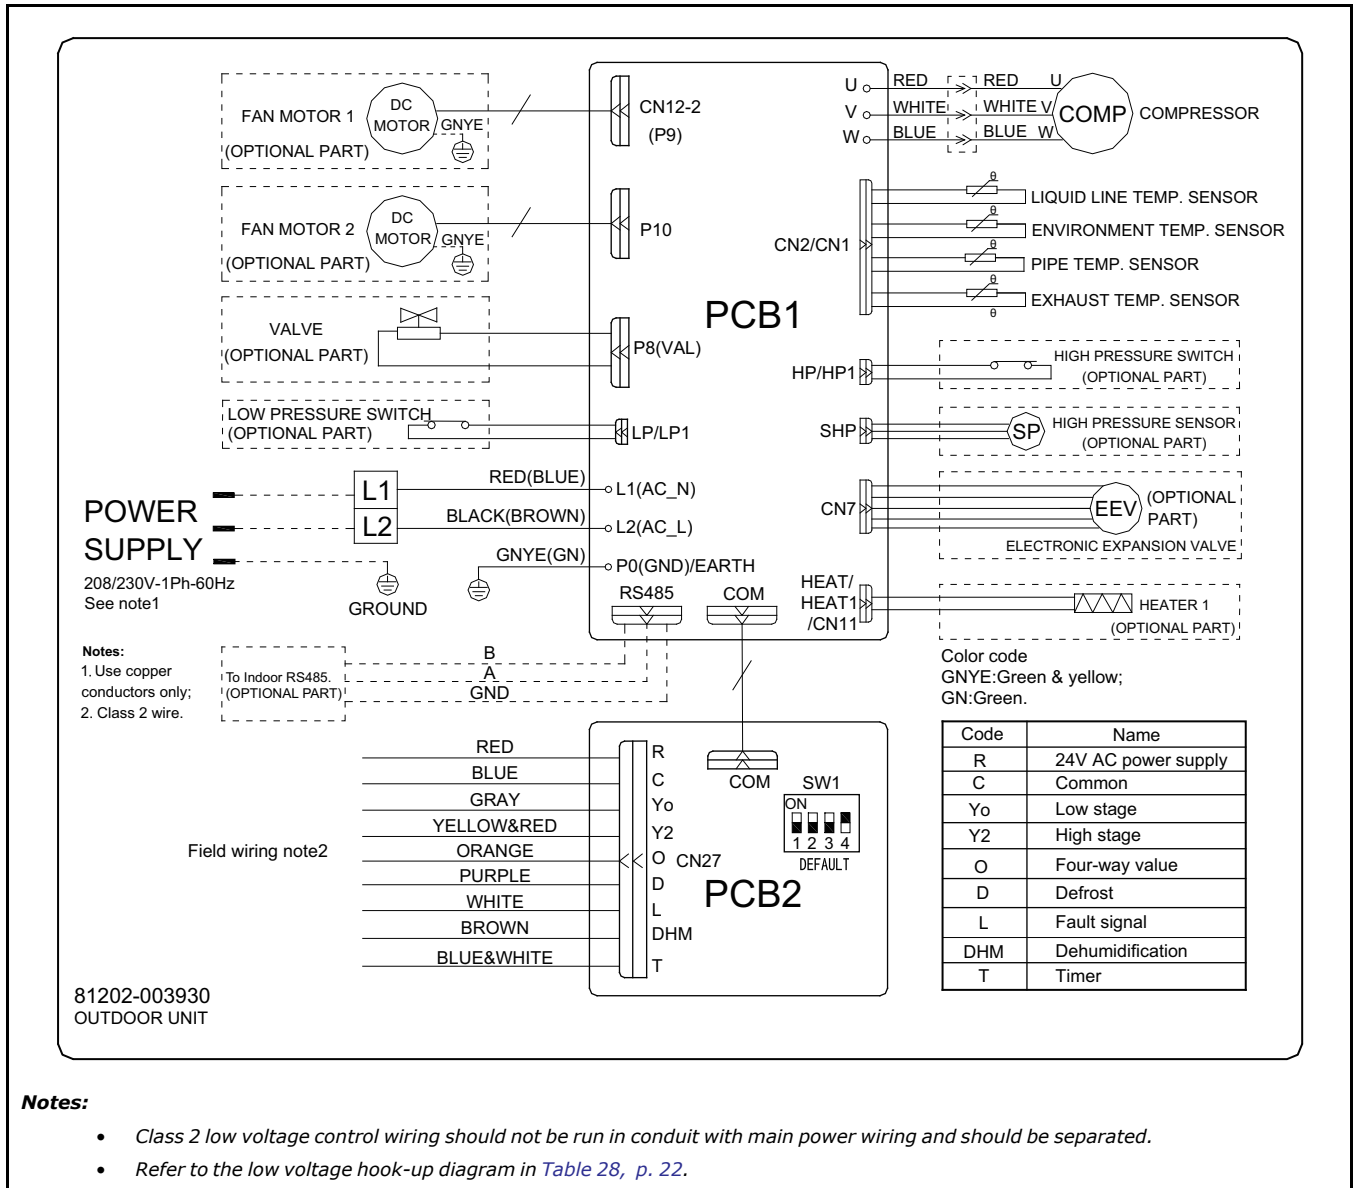 FAN MOTOR 1
(OPTIONAL PART)
DC
MOTOR
GNYE
CN12-2
(P9)
FAN MOTOR 2
(OPTIONAL PART)
DC
MOTOR
GNYE
P10
VALVE
(OPTIONAL PART)
P8(VAL)
LOW PRESSURE SWITCH
(OPTIONAL PART)
LP/LP1
POWER
SUPPLY
208/230V-1Ph-60Hz
See note1
L1
L2
GROUND
RED(BLUE)
L1(AC_N)
BLACK(BROWN)
L2(AC_L)
GNYE(GN)
P0(GND)/EARTH
RS485
COM
PCB1
U RED RED U
V WHITE WHITE V
W BLUE BLUE W
COMP
COMPRESSOR
CN2/CN1
θ
LIQUID LINE TEMP. SENSOR
θ
ENVIRONMENT TEMP. SENSOR
θ
PIPE TEMP. SENSOR
θ
EXHAUST TEMP. SENSOR
θ
HP/HP1
HIGH PRESSURE SWITCH
(OPTIONAL PART)
SHP
SP
HIGH PRESSURE SENSOR
(OPTIONAL PART)
CN7
EEV
(OPTIONAL
PART)
ELECTRONIC EXPANSION VALVE
HEAT/
HEAT1
/CN11
HEATER 1
(OPTIONAL PART)
Notes:
1. Use copper
conductors only;
2. Class 2 wire.
To Indoor RS485.
(OPTIONAL PART)
B
A
GND
Color code
GNYE:Green & yellow;
GN:Green.
Field wiring note2
RED R
BLUE C
GRAY Yo
YELLOW&RED Y2
ORANGE O
PURPLE D
WHITE L
BROWN DHM
BLUE&WHITE T
CN27
COM
SW1
ON
1 2 3 4
DEFAULT
PCB2
Code Name
R 24V AC power supply
C Common
Yo Low stage
Y2 High stage
O Four-way value
D Defrost
L Fault signal
DHM Dehumidification
T Timer
81202-003930
OUTDOOR UNIT
Notes:
• Class 2 low voltage control wiring should not be run in conduit with main power wiring and should be separated.
• Refer to the low voltage hook-up diagram in Table 28, p. 22.